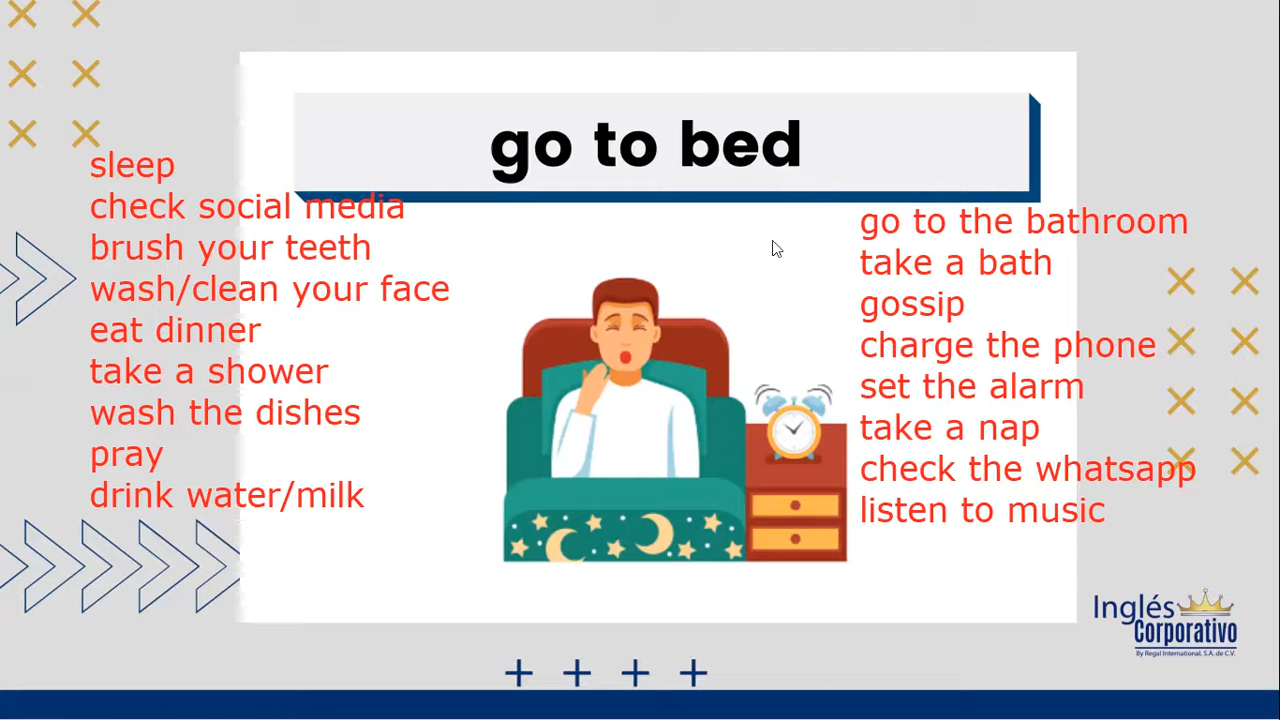 go to bed
sleep
check social media
brush your teeth
wash/clean your face
eat dinner
take a shower
wash the dishes
pray
drink water/milk
go to the bathroom
take a bath
gossip
charge the phone
set the alarm
take a nap
check the whatsapp
listen to music
Inglés
Corporativo
By Regal International, S.A. de C.V.